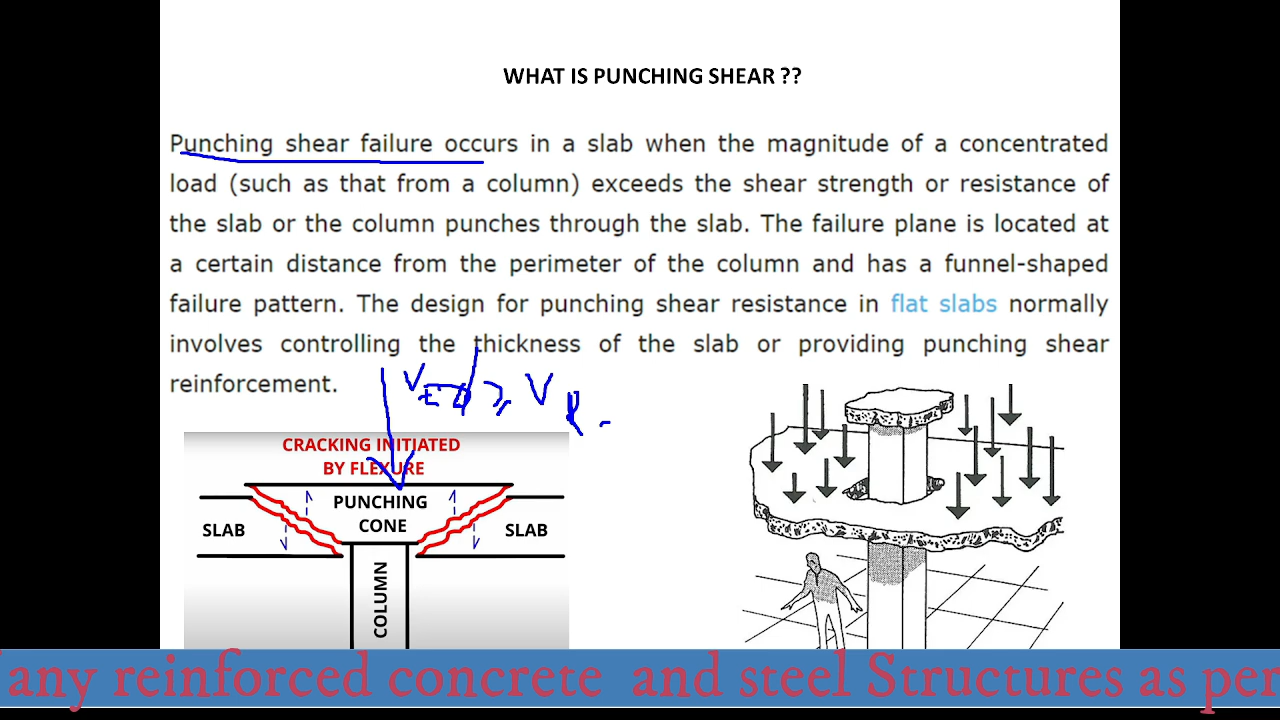 WHAT IS PUNCHING SHEAR ??
Punching shear failure occurs in a slab when the magnitude of a concentrated
load (such as that from a column) exceeds the shear strength or resistance of
the slab or the column punches through the slab. The failure plane is located at
a certain distance from the perimeter of the column and has a funnel-shaped
failure pattern. The design for punching shear resistance in flat slabs normally
involves controlling the thickness of the slab or providing punching shear
reinforcement.
V
≥ V
CRACKING INITIATED
BY FLEXURE
PUNCHING
CONE
SLAB
SLAB
COLUMN
any reinforced concrete and steel Structures as per